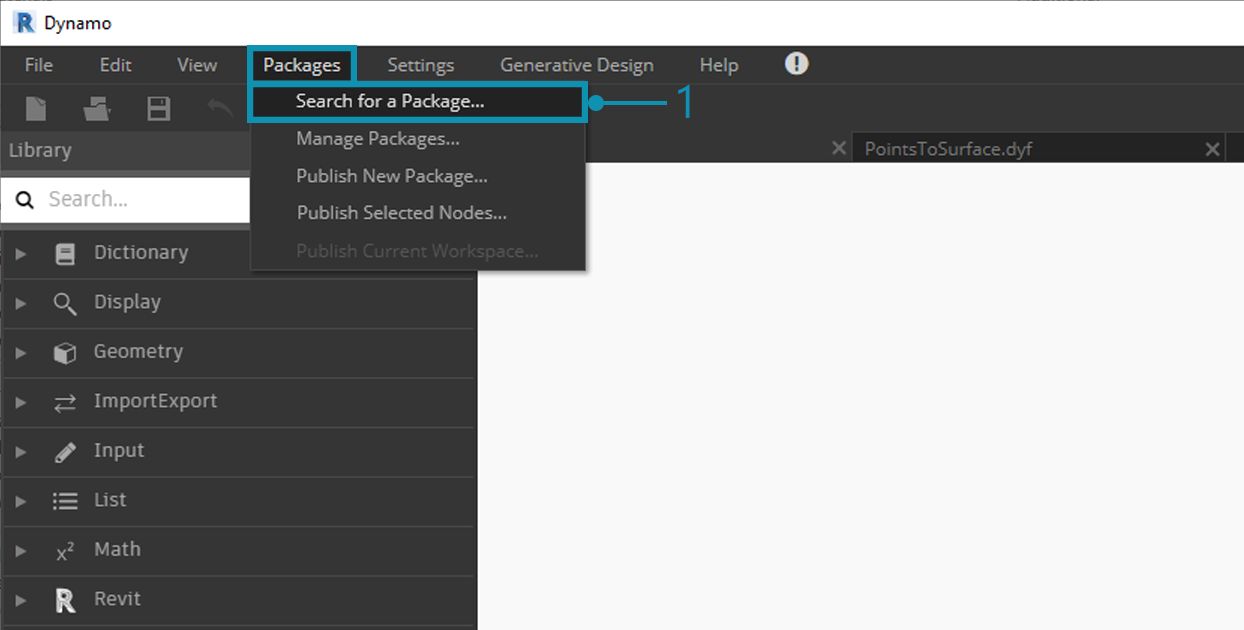 Dynamo
File Edit View Packages Settings Generative Design Help
Search for a Package... 1
Manage Packages...
Publish New Package...
Publish Selected Nodes...
Publish Current Workspace...
PointsToSurface.dyf
Library
Search...
Dictionary
Display
Geometry
ImportExport
Input
List
x² Math
Revit